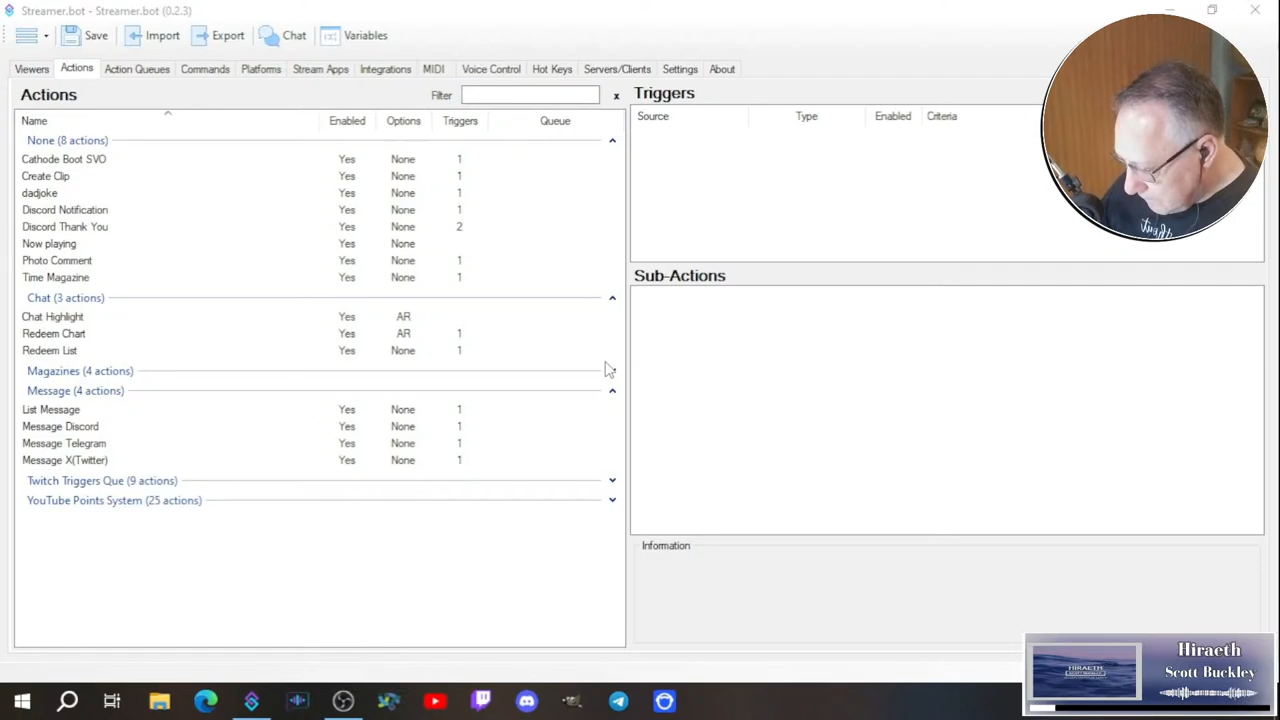 Streamer.bot - Streamer.bot (0.2.3)
Save Import Export Chat Variables
Viewers Actions Action Queues Commands Platforms Stream Apps Integrations MIDI Voice Control Hot Keys Servers/Clients Settings About
Actions Filter x
Name Enabled Options Triggers Queue
None (8 actions)
Cathode Boot SVO Yes None 1
Create Clip Yes None 1
dadjoke Yes None 1
Discord Notification Yes None 1
Discord Thank You Yes None 2
Now playing Yes None
Photo Comment Yes None 1
Time Magazine Yes None 1
Chat (3 actions)
Chat Highlight Yes AR
Redeem Chart Yes AR 1
Redeem List Yes None 1
Magazines (4 actions)
Message (4 actions)
List Message Yes None 1
Message Discord Yes None 1
Message Telegram Yes None 1
Message X(Twitter) Yes None 1
Twitch Triggers Que (9 actions)
YouTube Points System (25 actions)
Triggers
Source Type Enabled Criteria
Sub-Actions
Information
HIRAETH
SCOTT BUCKLEY
Hiraeth
Scott Buckley